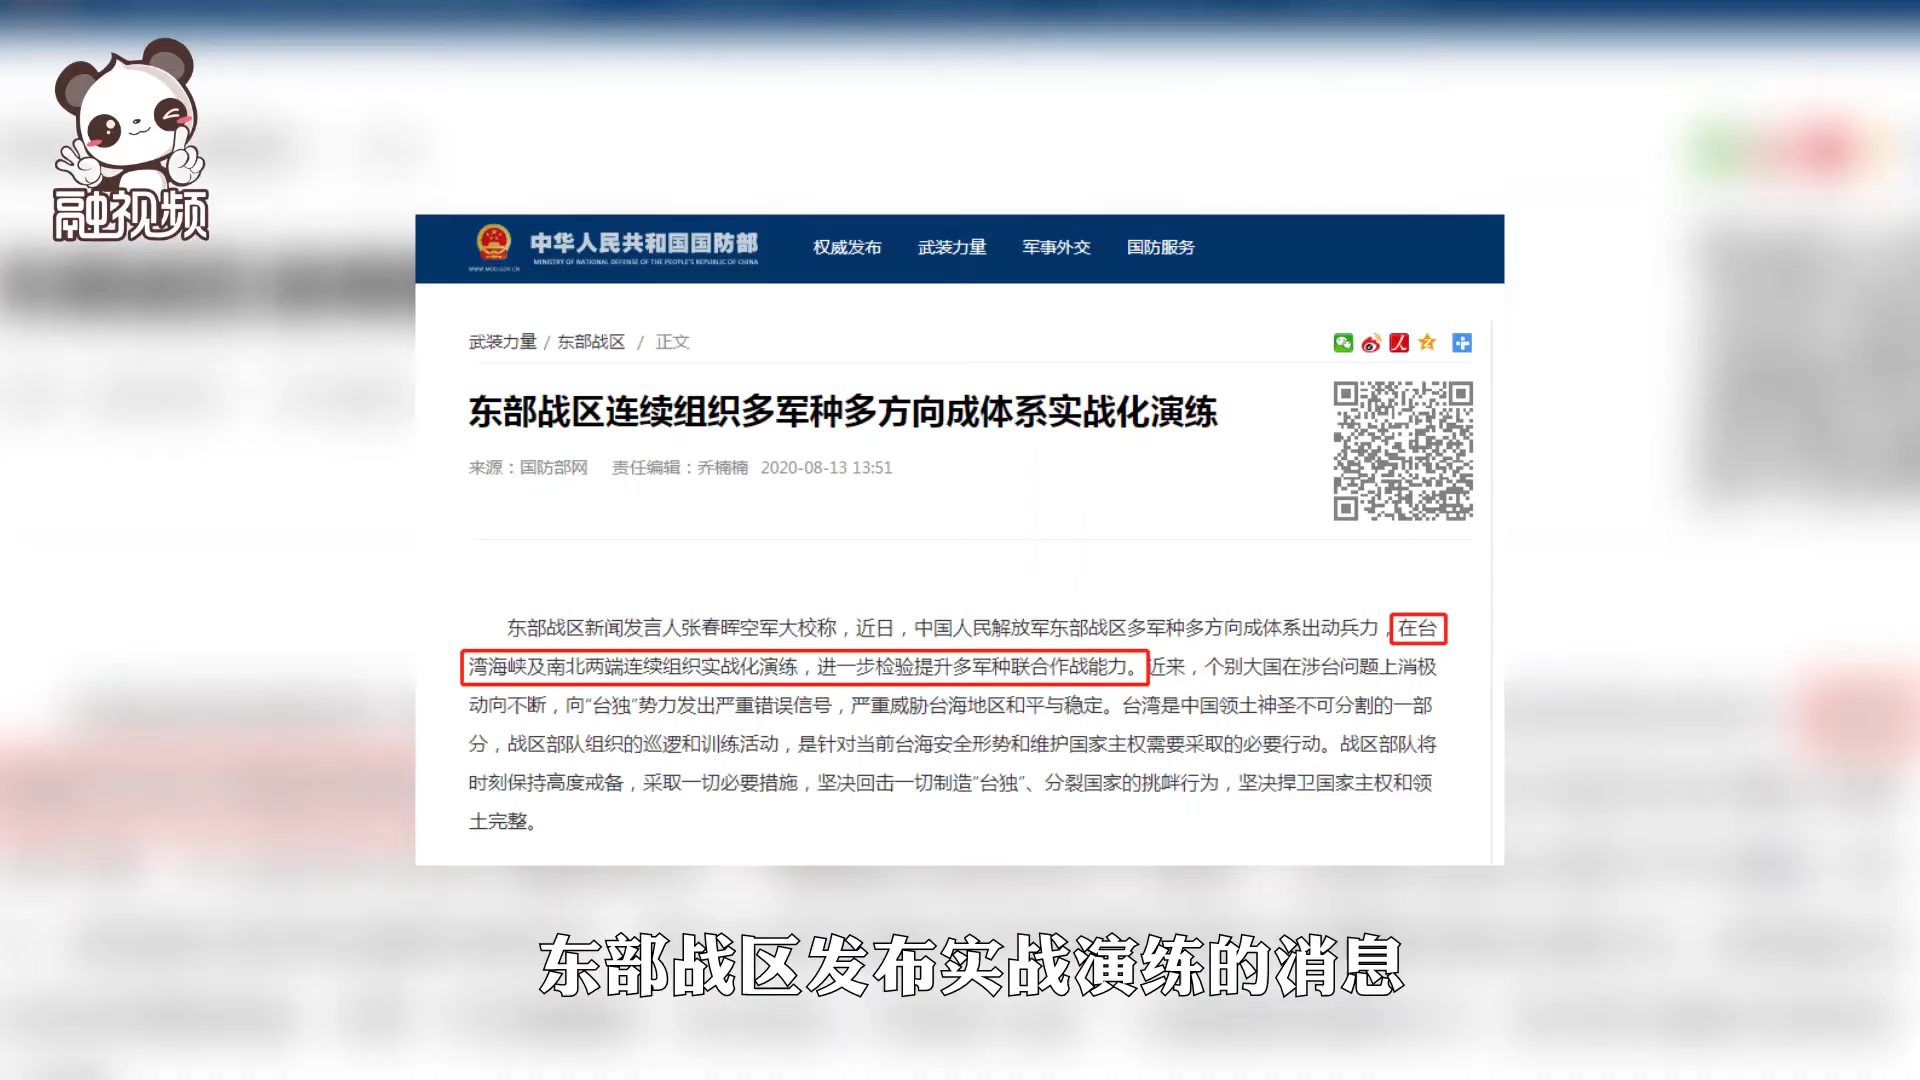 融视频
中华人民共和国国防部
MINISTRY OF NATIONAL DEFENSE OF THE PEOPLE'S REPUBLIC OF CHINA
WWW.MOD.GOV.CN
权威发布 武装力量 军事外交 国防服务
武装力量 / 东部战区 / 正文
东部战区连续组织多军种多方向成体系实战化演练
来源：国防部网 责任编辑：乔楠楠 2020-08-13 13:51
东部战区新闻发言人张春晖空军大校称，近日，中国人民解放军东部战区多军种多方向成体系出动兵力，在台
湾海峡及南北两端连续组织实战化演练，进一步检验提升多军种联合作战能力。近来，个别大国在涉台问题上消极
动向不断，向“台独”势力发出严重错误信号，严重威胁台海地区和平与稳定。台湾是中国领土神圣不可分割的一部
分，战区部队组织的巡逻和训练活动，是针对当前台海安全形势和维护国家主权需要采取的必要行动。战区部队将
时刻保持高度戒备，采取一切必要措施，坚决回击一切制造“台独”、分裂国家的挑衅行为，坚决捍卫国家主权和领
土完整。
东部战区发布实战演练的消息